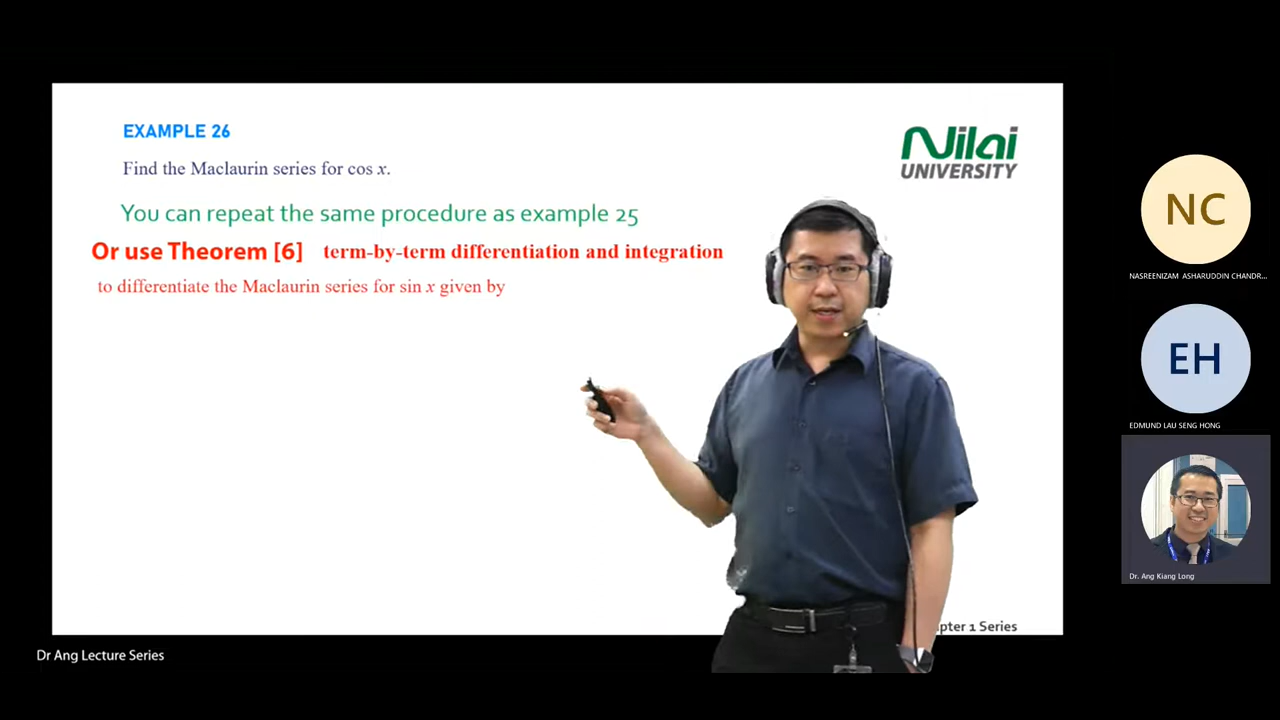 EXAMPLE 26
Find the Maclaurin series for cos x.
Nilai
UNIVERSITY
You can repeat the same procedure as example 25
Or use Theorem [6] term-by-term differentiation and integration
to differentiate the Maclaurin series for sin x given by
pter 1 Series
Dr Ang Lecture Series
NC
NASREENIZAM ASHARUDDIN CHANDR...
EH
EDMUND LAU SENG HONG
Dr. Ang Kiang Long